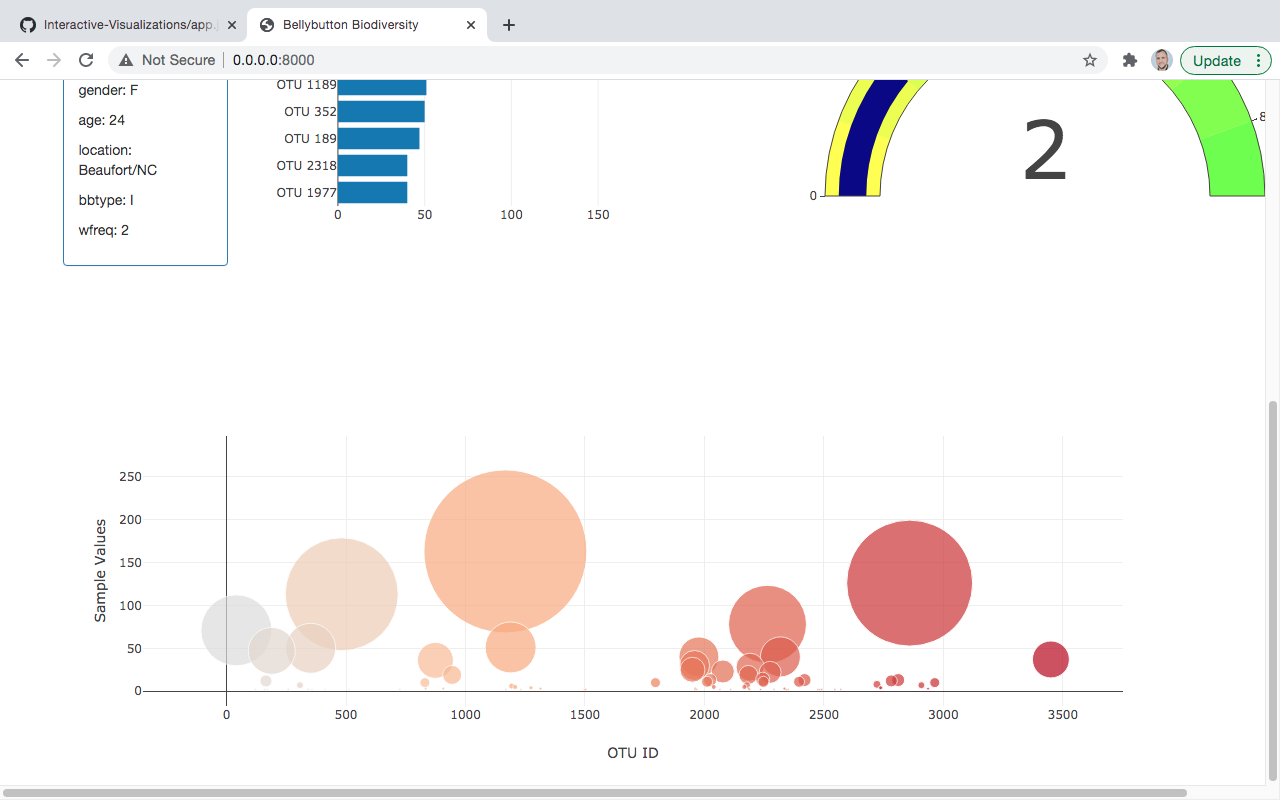 Interactive-Visualizations/app.
Bellybutton Biodiversity
Not Secure
0.0.0.0:8000
Update
gender: F
age: 24
location:
Beaufort/NC
bbtype: I
wfreq: 2
OTU 1189
OTU 352
OTU 189
OTU 2318
OTU 1977
0
50
100
150
2
0
8
250
200
150
100
50
0
Sample Values
0
500
1000
1500
2000
2500
3000
3500
OTU ID